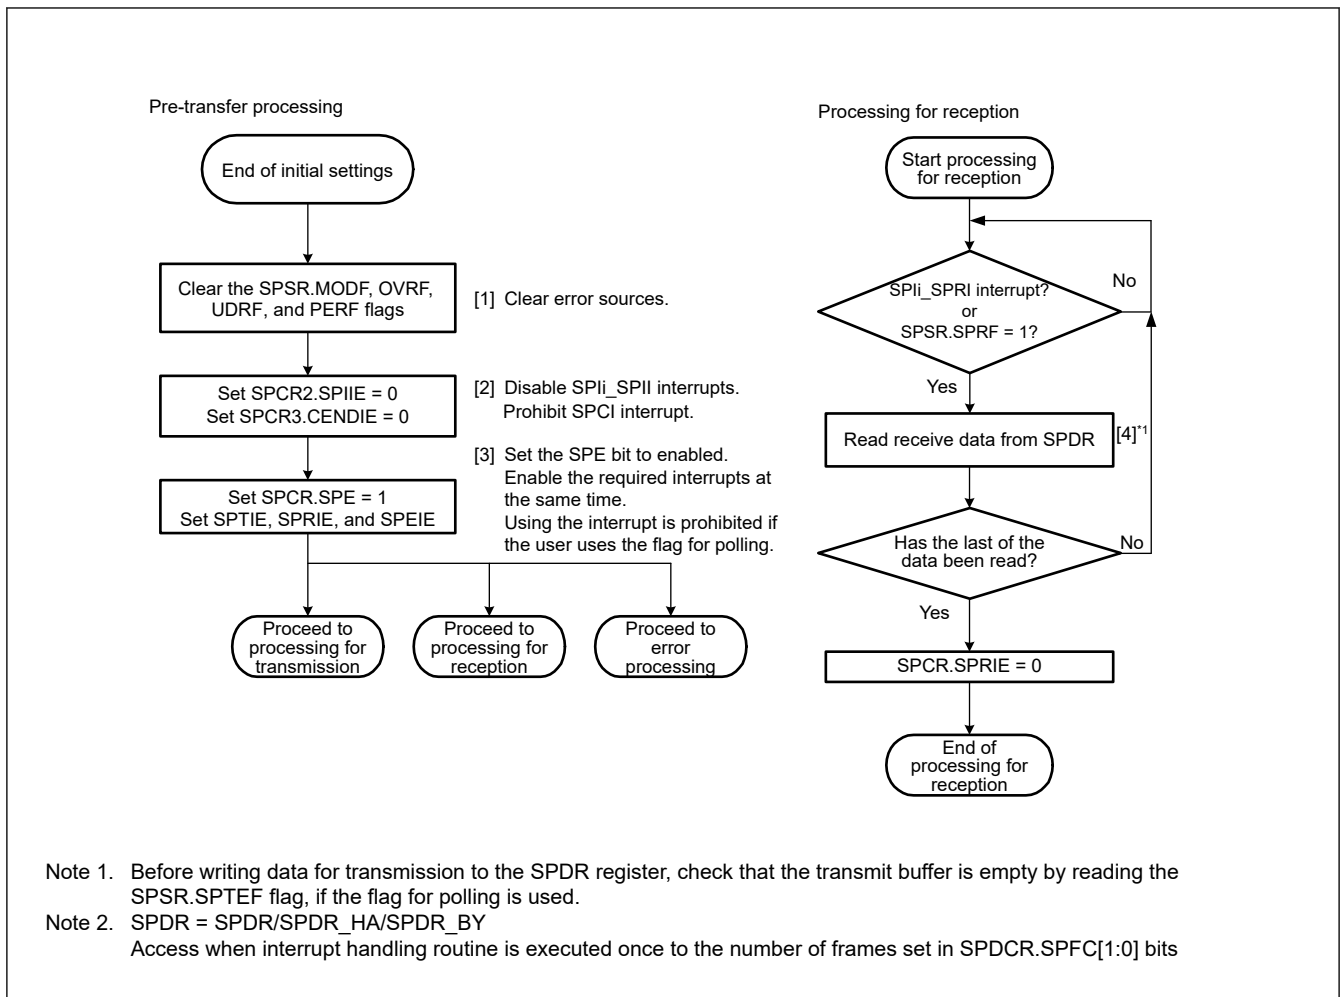 Pre-transfer processing
End of initial settings
Clear the SPSR.MODF, OVRF,
UDRF, and PERF flags
[1] Clear error sources.
Set SPCR2.SPIIE = 0
Set SPCR3.CENDIE = 0
[2] Disable SPIi_SPII interrupts.
Prohibit SPCI interrupt.
Set SPCR.SPE = 1
Set SPTIE, SPRIE, and SPEIE
[3] Set the SPE bit to enabled.
Enable the required interrupts at
the same time.
Using the interrupt is prohibited if
the user uses the flag for polling.
Proceed to
processing for
transmission
Proceed to
processing for
reception
Proceed to
error
processing
Processing for reception
Start processing
for reception
SPIi_SPRI interrupt?
or
SPSR.SPRF = 1?
No
Yes
Read receive data from SPDR
[4]*1
Has the last of the
data been read?
No
Yes
SPCR.SPRIE = 0
End of
processing for
reception
Note 1. Before writing data for transmission to the SPDR register, check that the transmit buffer is empty by reading the
SPSR.SPTEF flag, if the flag for polling is used.
Note 2. SPDR = SPDR/SPDR_HA/SPDR_BY
Access when interrupt handling routine is executed once to the number of frames set in SPDCR.SPFC[1:0] bits